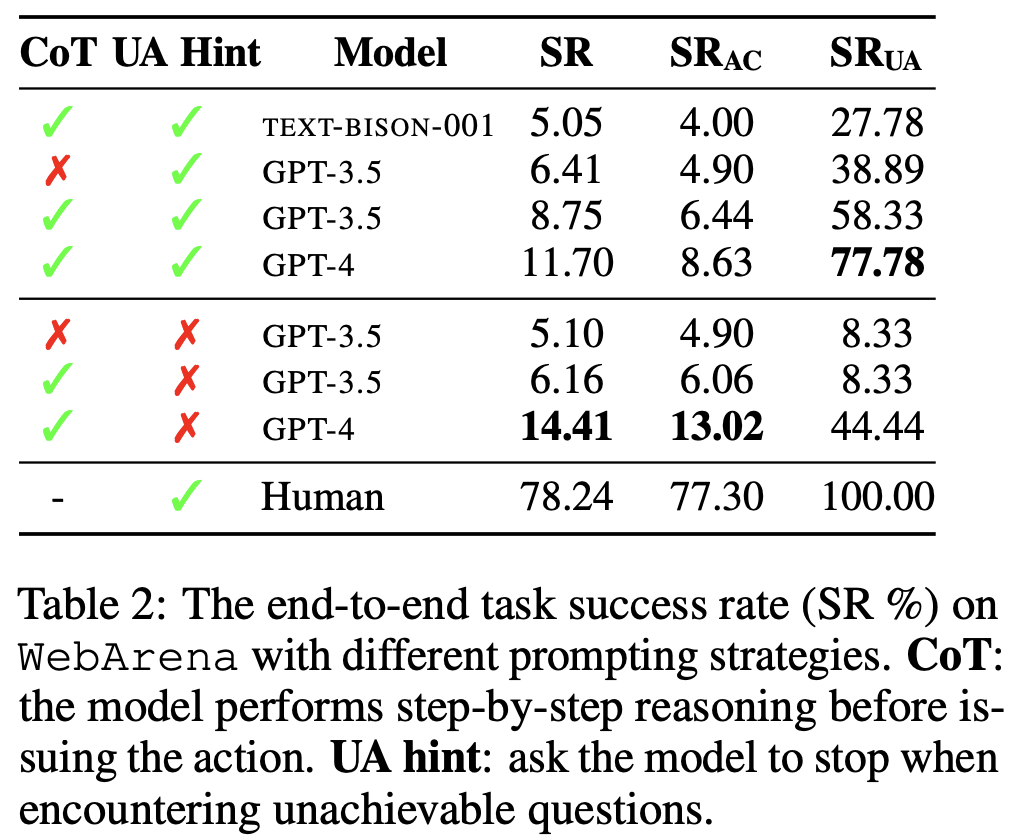 CoT UA Hint Model SR SR_AC SR_UA
✓ ✓ TEXT-BISON-001 5.05 4.00 27.78
✗ ✓ GPT-3.5 6.41 4.90 38.89
✓ ✓ GPT-3.5 8.75 6.44 58.33
✓ ✓ GPT-4 11.70 8.63 77.78
✗ ✗ GPT-3.5 5.10 4.90 8.33
✓ ✗ GPT-3.5 6.16 6.06 8.33
✓ ✗ GPT-4 14.41 13.02 44.44
- ✓ Human 78.24 77.30 100.00
Table 2: The end-to-end task success rate (SR %) on
WebArena with different prompting strategies. CoT:
the model performs step-by-step reasoning before is-
suing the action. UA hint: ask the model to stop when
encountering unachievable questions.